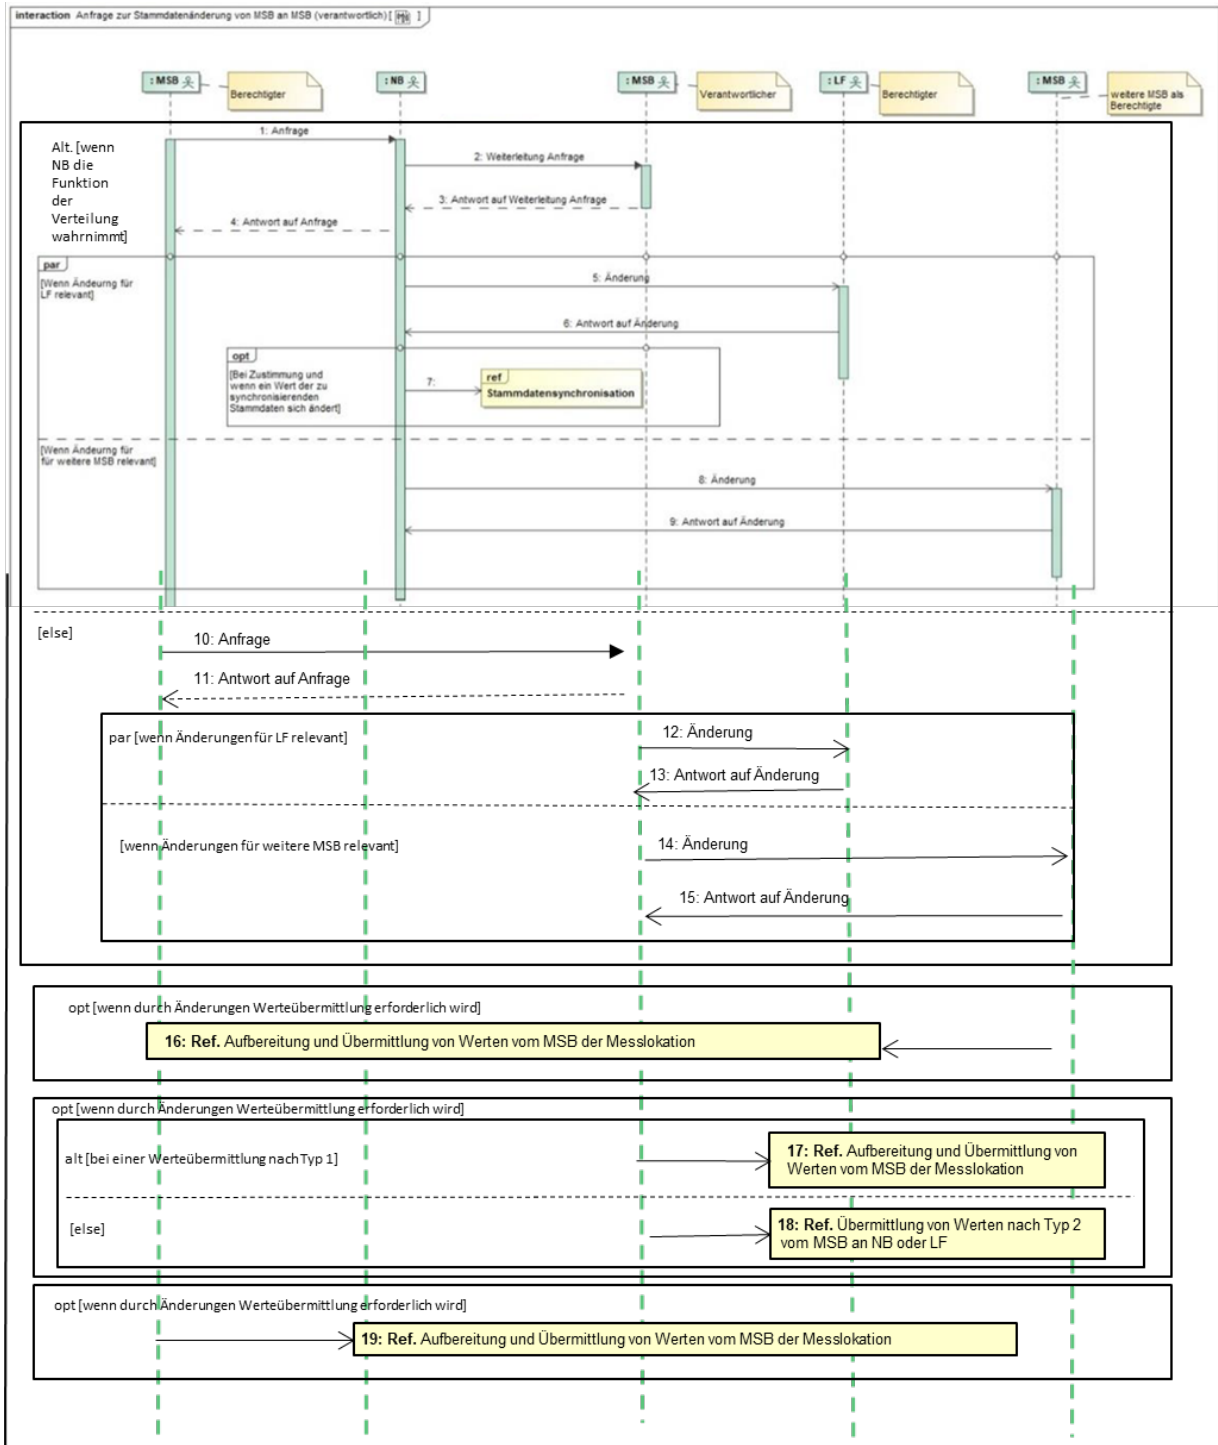 interaction Anfrage zur Stammdatenänderung von MSB an MSB (verantwortlich) [ ]
: MSB
Berechtigter
: NB
: MSB
Verantwortlicher
: LF
Berechtigter
: MSB
weitere MSB als
Berechtigte
Alt. [wenn
NB die
Funktion
der
Verteilung
wahrnimmt]
1: Anfrage
2: Weiterleitung Anfrage
3: Antwort auf Weiterleitung Anfrage
4: Antwort auf Anfrage
par
[Wenn Ändeurng für
LF relevant]
5: Änderung
6: Antwort auf Änderung
opt
[Bei Zustimmung und
wenn ein Wert der zu
synchronisierenden
Stammdaten sich ändert]
7:
ref
Stammdatensynchronisation
[Wenn Ändeurng für
für weitere MSB relevant]
8: Änderung
9: Antwort auf Änderung
[else]
10: Anfrage
11: Antwort auf Anfrage
par [wenn Änderungen für LF relevant]
12: Änderung
13: Antwort auf Änderung
[wenn Änderungen für weitere MSB relevant]
14: Änderung
15: Antwort auf Änderung
opt [wenn durch Änderungen Werteübermittlung erforderlich wird]
16: Ref. Aufbereitung und Übermittlung von Werten vom MSB der Messlokation
opt [wenn durch Änderungen Werteübermittlung erforderlich wird]
alt [bei einer Werteübermittlung nach Typ 1]
17: Ref. Aufbereitung und Übermittlung von
Werten vom MSB der Messlokation
[else]
18: Ref. Übermittlung von Werten nach Typ 2
vom MSB an NB oder LF
opt [wenn durch Änderungen Werteübermittlung erforderlich wird]
19: Ref. Aufbereitung und Übermittlung von Werten vom MSB der Messlokation